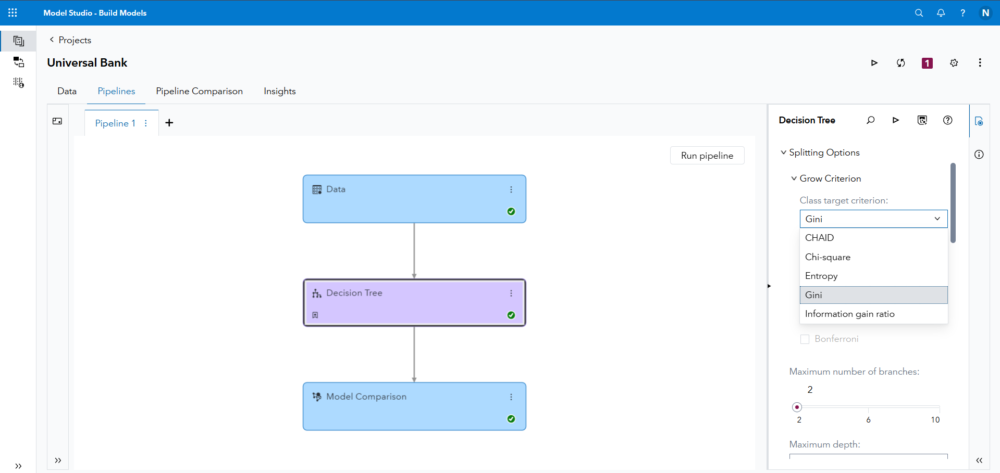 Model Studio - Build Models
N
Projects
Universal Bank
1
Data
Pipelines
Pipeline Comparison
Insights
Pipeline 1
Run pipeline
Data
Decision Tree
Model Comparison
Decision Tree
Splitting Options
Grow Criterion
Class target criterion:
Gini
CHAID
Chi-square
Entropy
Gini
Information gain ratio
Bonferroni
Maximum number of branches:
2
2 6 10
Maximum depth: